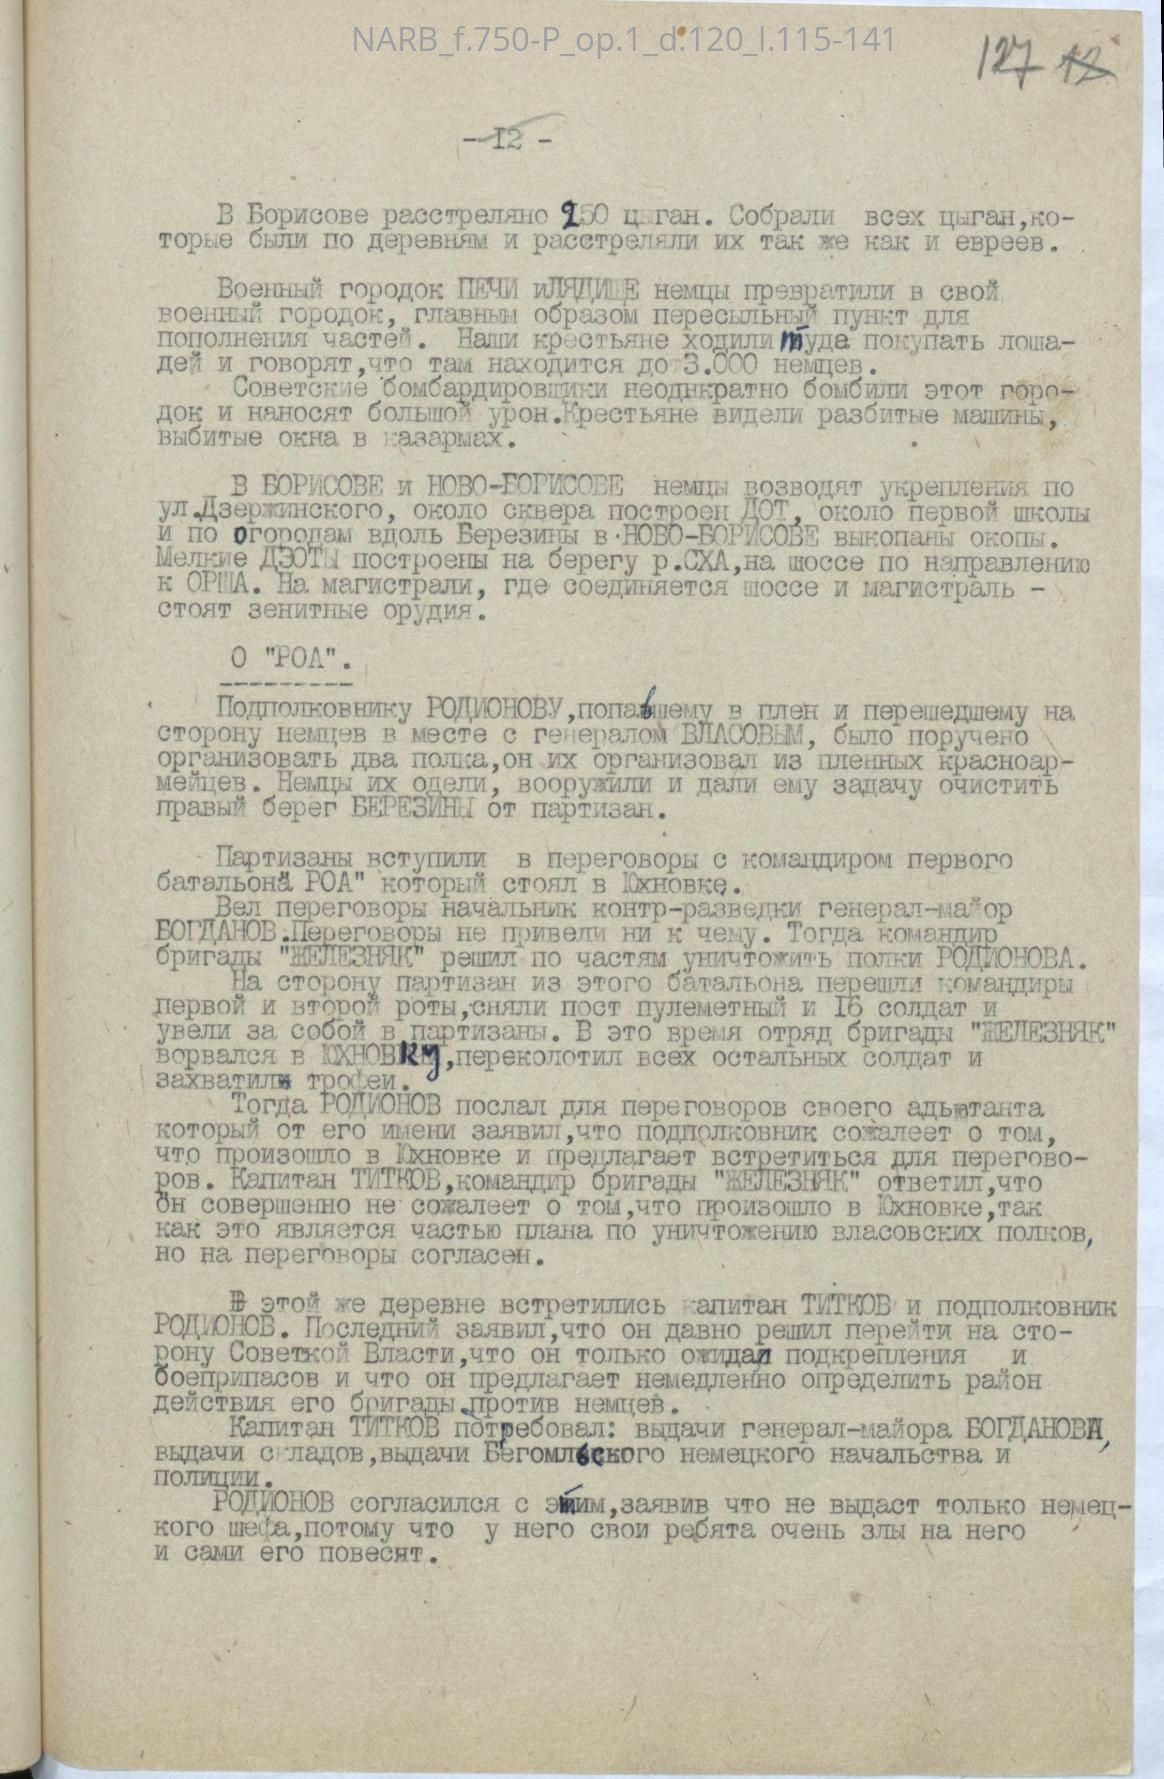 NARB_f.750-P_op.1_d.120_l.115-141
127 12
- 12 -
В Борисове расстреляно 250 цыган. Собрали всех цыган,ко-
торые были по деревням и расстреляли их так же как и евреев.
Военный городок ПЕЧИ иЛЯДИЩЕ немцы превратили в свой
военный городок, главным образом пересыльный пункт для
пополнения частей. Наши крестьяне ходили туда покупать лоша-
дей и говорят,что там находится до 3.000 немцев.
Советские бомбардировщики неоднкратно бомбили этот горо-
док и наносят большой урон.Крестьяне видели разбитые машины,
выбитые окна в казармах.
В БОРИСОВЕ и НОВО-БОРИСОВЕ немцы возводят укрепления по
ул.Дзержинского, около сквера построен ДОТ, около первой школы
и по огородам вдоль Березины в НОВО-БОРИСОВЕ выкопаны окопы.
Мелкие ДЗОТЫ построены на берегу р.СХА,на шоссе по направлению
к ОРША. На магистрали, где соединяется шоссе и магистраль -
стоят зенитные орудия.
О "РОА".
Подполковнику РОДИОНОВУ,попавшему в плен и перешедшему на
сторону немцев в месте с генералом ВЛАСОВЫМ, было поручено
организовать два полка,он их организовал из пленных красноар-
мейцев. Немцы их одели, вооружили и дали ему задачу очистить
правый берег БЕРЕЗИНЫ от партизан.
Партизаны вступили в переговоры с командиром первого
батальона" РОА" который стоял в Юхновке.
Вел переговоры начальник контр-разведки генерал-майор
БОГДАНОВ.Переговоры не привели ни к чему. Тогда командир
бригады "ЖЕЛЕЗНЯК" решил по частям уничтожить полки РОДИОНОВА.
На сторону партизан из этого батальона перешли командиры
первой и второй роты,сняли пост пулеметный и 16 солдат и
увели за собой в партизаны. В это время отряд бригады "ЖЕЛЕЗНЯК"
ворвался в ЮХНОВКУ,переколотил всех остальных солдат и
захватили трофеи.
Тогда РОДИОНОВ послал для переговоров своего адьютанта
который от его имени заявил,что подполковник сожалеет о том,
что произошло в Юхновке и предлагает встретиться для перегово-
ров. Капитан ТИТКОВ,командир бригады "ЖЕЛЕЗНЯК" ответил,что
он совершенно не сожалеет о том,что произошло в Юхновке,так
как это является частью плана по уничтожению власовских полков,
но на переговоры согласен.
В этой же деревне встретились капитан ТИТКОВ и подполковник
РОДИОНОВ. Последний заявил,что он давно решил перейти на сто-
рону Советкой Власти,что он только ожидал подкрепления и
боеприпасов и что он предлагает немедленно определить район
действия его бригады против немцев.
Капитан ТИТКОВ потребовал: выдачи генерал-майора БОГДАНОВА,
выдачи складов,выдачи Бегомльского немецкого начальства и
полиции.
РОДИОНОВ согласился с этим,заявив что не выдаст только немец-
кого шефа,потому что у него свои ребята очень злы на него
и сами его повесят.